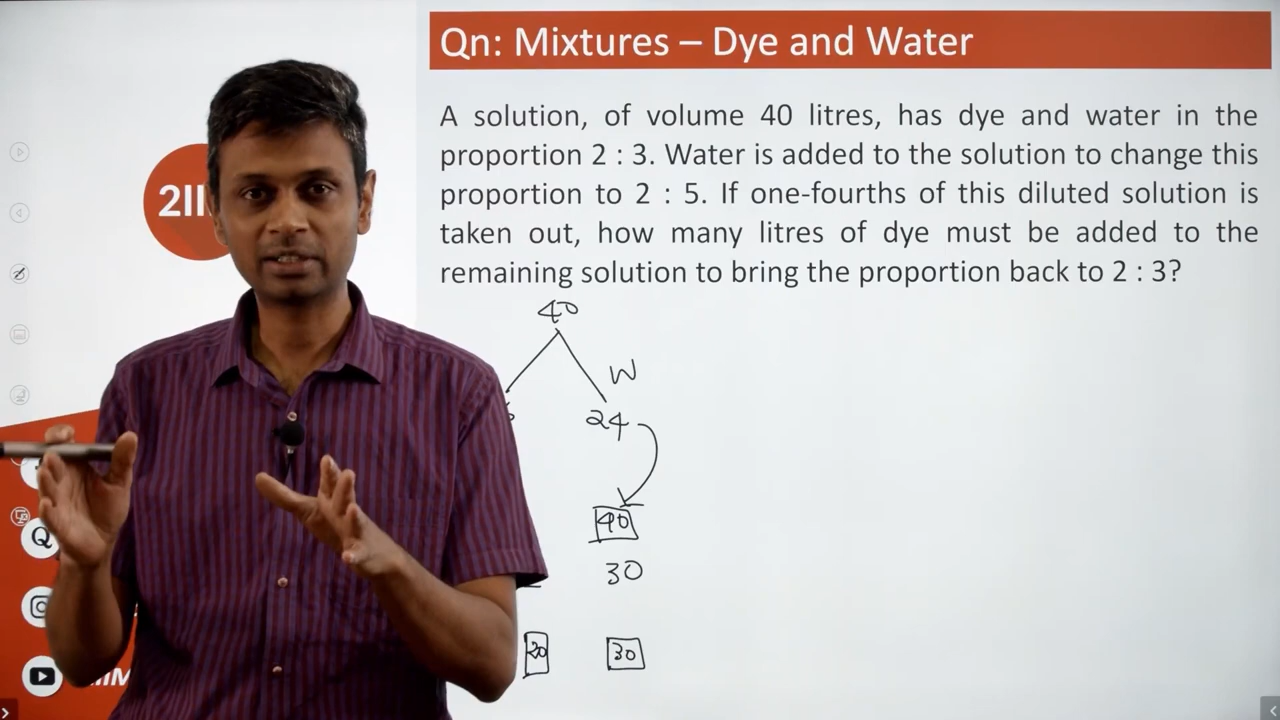 Qn: Mixtures – Dye and Water
2II
A solution, of volume 40 litres, has dye and water in the
proportion 2 : 3. Water is added to the solution to change this
proportion to 2 : 5. If one-fourths of this diluted solution is
taken out, how many litres of dye must be added to the
remaining solution to bring the proportion back to 2 : 3?
40
W
24
40
30
20 30
Q
IIM